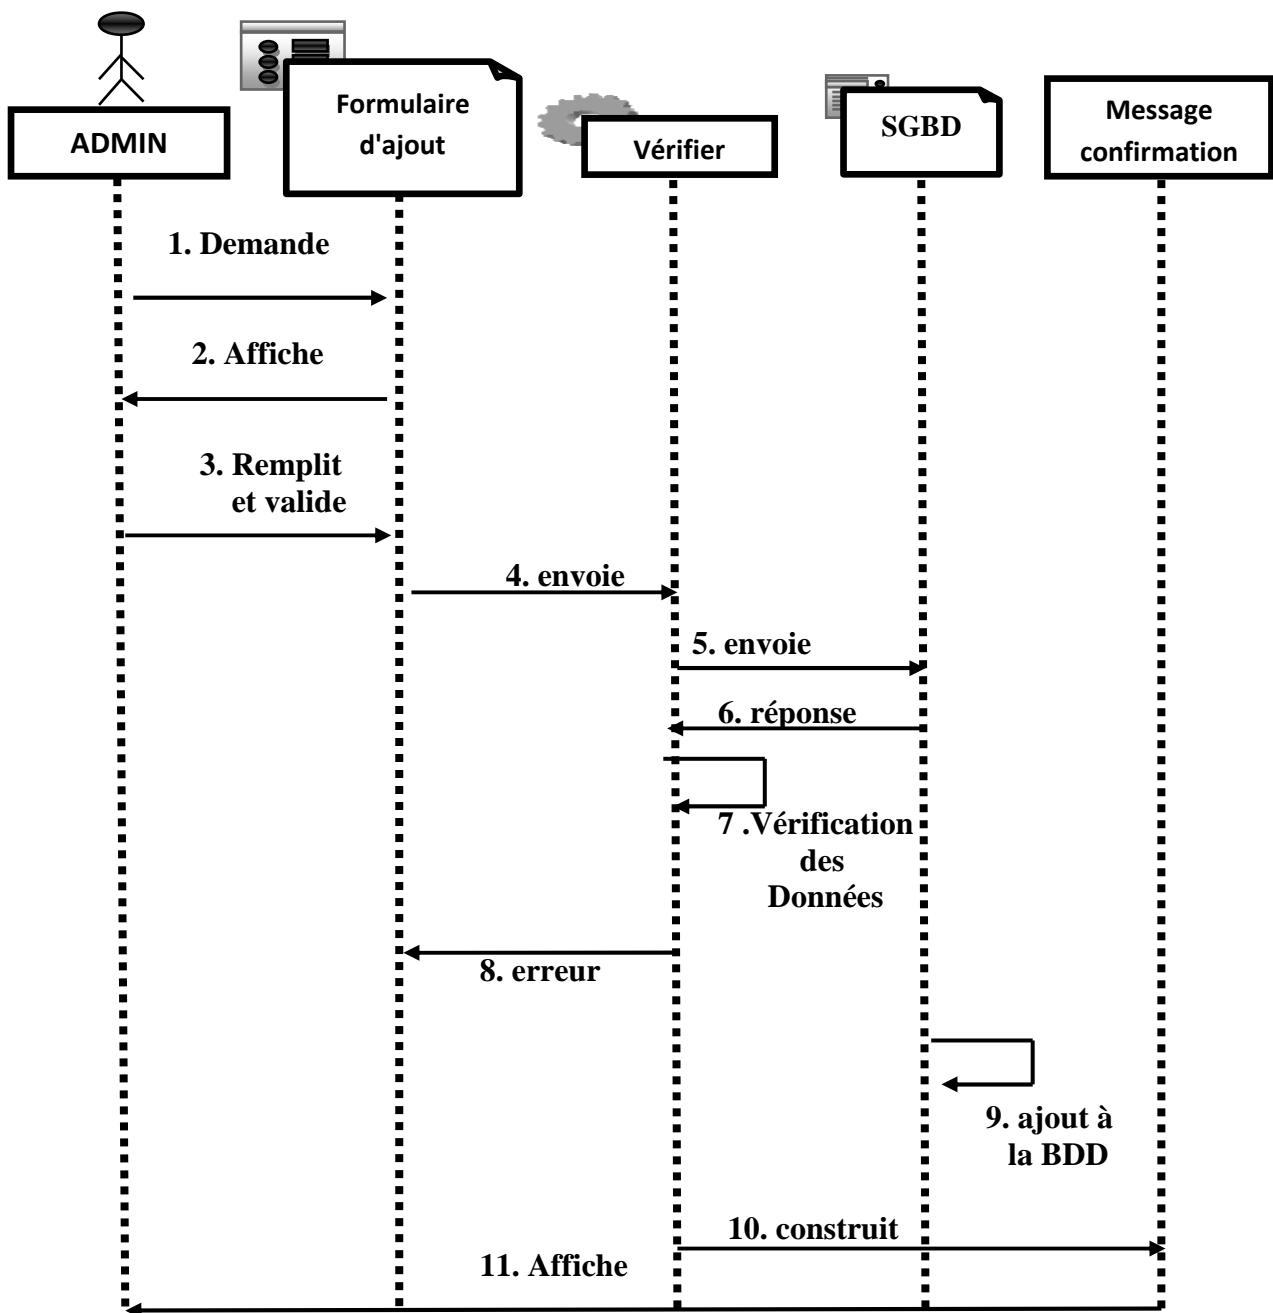 ADMIN
Formulaire
d'ajout
Vérifier
SGBD
Message
confirmation
1. Demande
2. Affiche
3. Remplit
et valide
4. envoie
5. envoie
6. réponse
7 .Vérification
des
Données
8. erreur
9. ajout à
la BDD
10. construit
11. Affiche